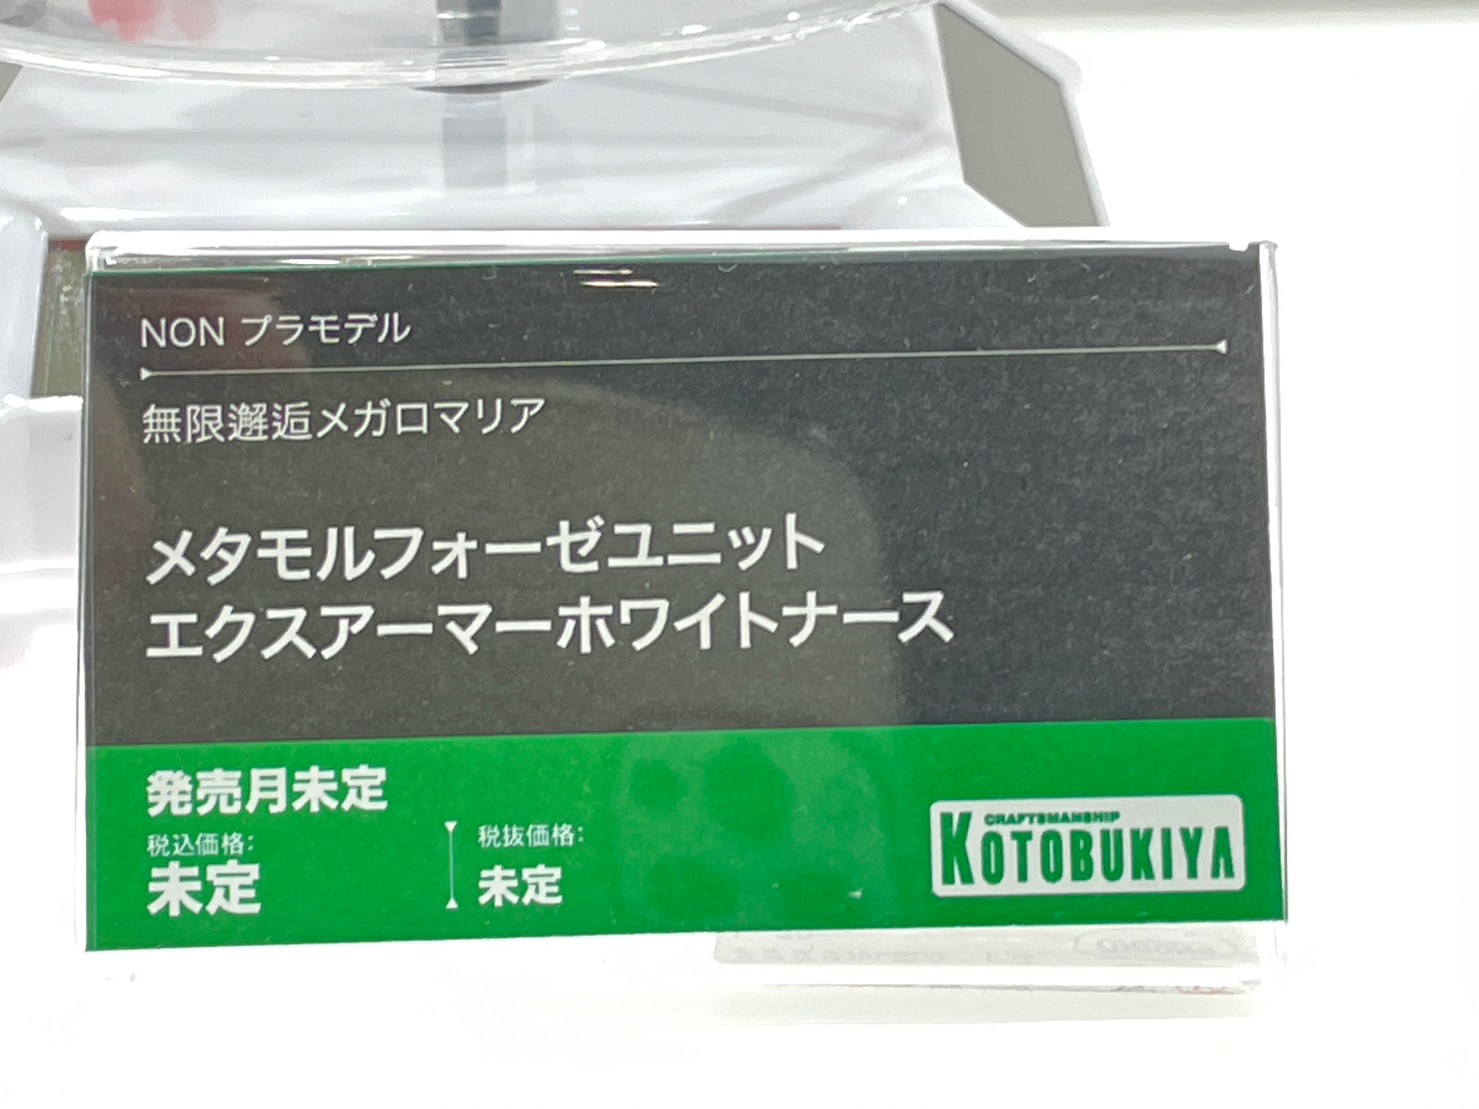 NON プラモデル
無限邂逅メガロマリア
メタモルフォーゼユニット
エクスアーマーホワイトナース
発売月未定
税込価格:
未定
税抜価格:
未定
CRAFTSMANSHIP
KOTOBUKIYA